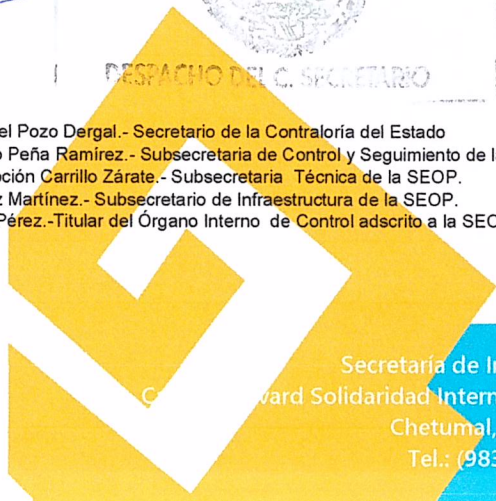 DESPACHO DEL C. SECRETARIO
el Pozo Dergal.- Secretario de la Contraloría del Estado
o Peña Ramírez.- Subsecretaria de Control y Seguimiento de l
ción Carrillo Zárate.- Subsecretaria Técnica de la SEOP.
z Martínez.- Subsecretario de Infraestructura de la SEOP.
Pérez.-Titular del Órgano Interno de Control adscrito a la SEO
Secretaría de In
vard Solidaridad Intern
Chetumal,
Tel.: (983